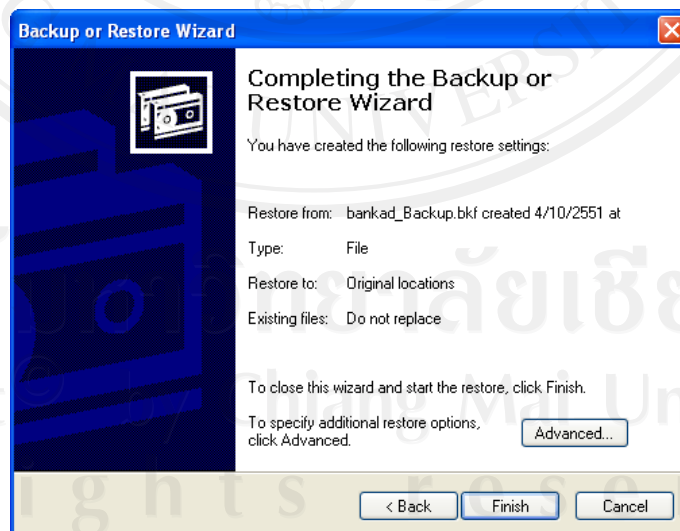 Backup or Restore Wizard
Completing the Backup or
Restore Wizard
You have created the following restore settings:
Restore from: bankad_Backup.bkf created 4/10/2551 at
Type: File
Restore to: Original locations
Existing files: Do not replace
To close this wizard and start the restore, click Finish.
To specify additional restore options,
click Advanced.
Advanced...
< Back Finish Cancel